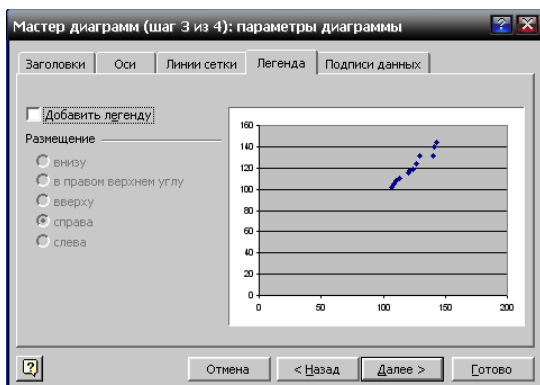 Мастер диаграмм (шаг 3 из 4): параметры диаграммы
Заголовки Оси Линии сетки Легенда Подписи данных
Добавить легенду
Размещение
внизу
в правом верхнем углу
вверху
справа
слева
160
140
120
100
80
60
40
20
0
0 50 100 150 200
Отмена < Назад Далее > Готово